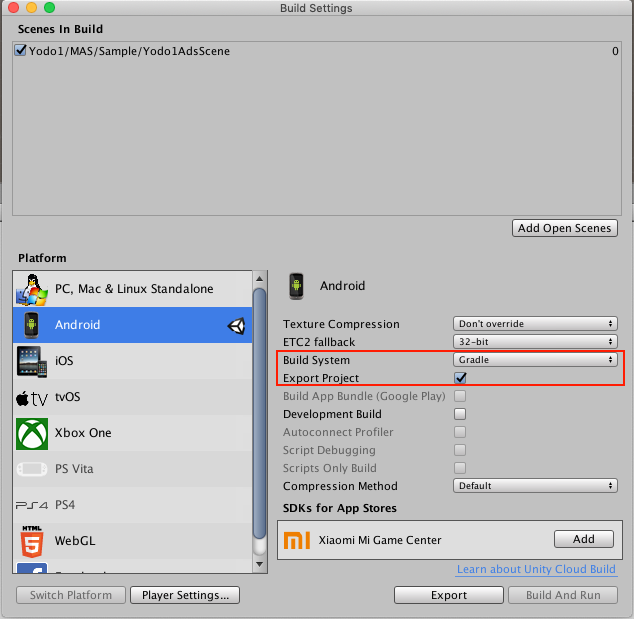 Build Settings
Scenes In Build
Yodo1/MAS/Sample/Yodo1AdsScene 0
Add Open Scenes
Platform
PC, Mac & Linux Standalone
Android
iOS
tvOS
Xbox One
PS Vita
PS4
HTML
5
WebGL
Android
Texture Compression Don't override
ETC2 fallback 32-bit
Build System Gradle
Export Project
Build App Bundle (Google Play)
Development Build
Autoconnect Profiler
Script Debugging
Scripts Only Build
Compression Method Default
SDKs for App Stores
Xiaomi Mi Game Center Add
Learn about Unity Cloud Build
Switch Platform Player Settings... Export Build And Run